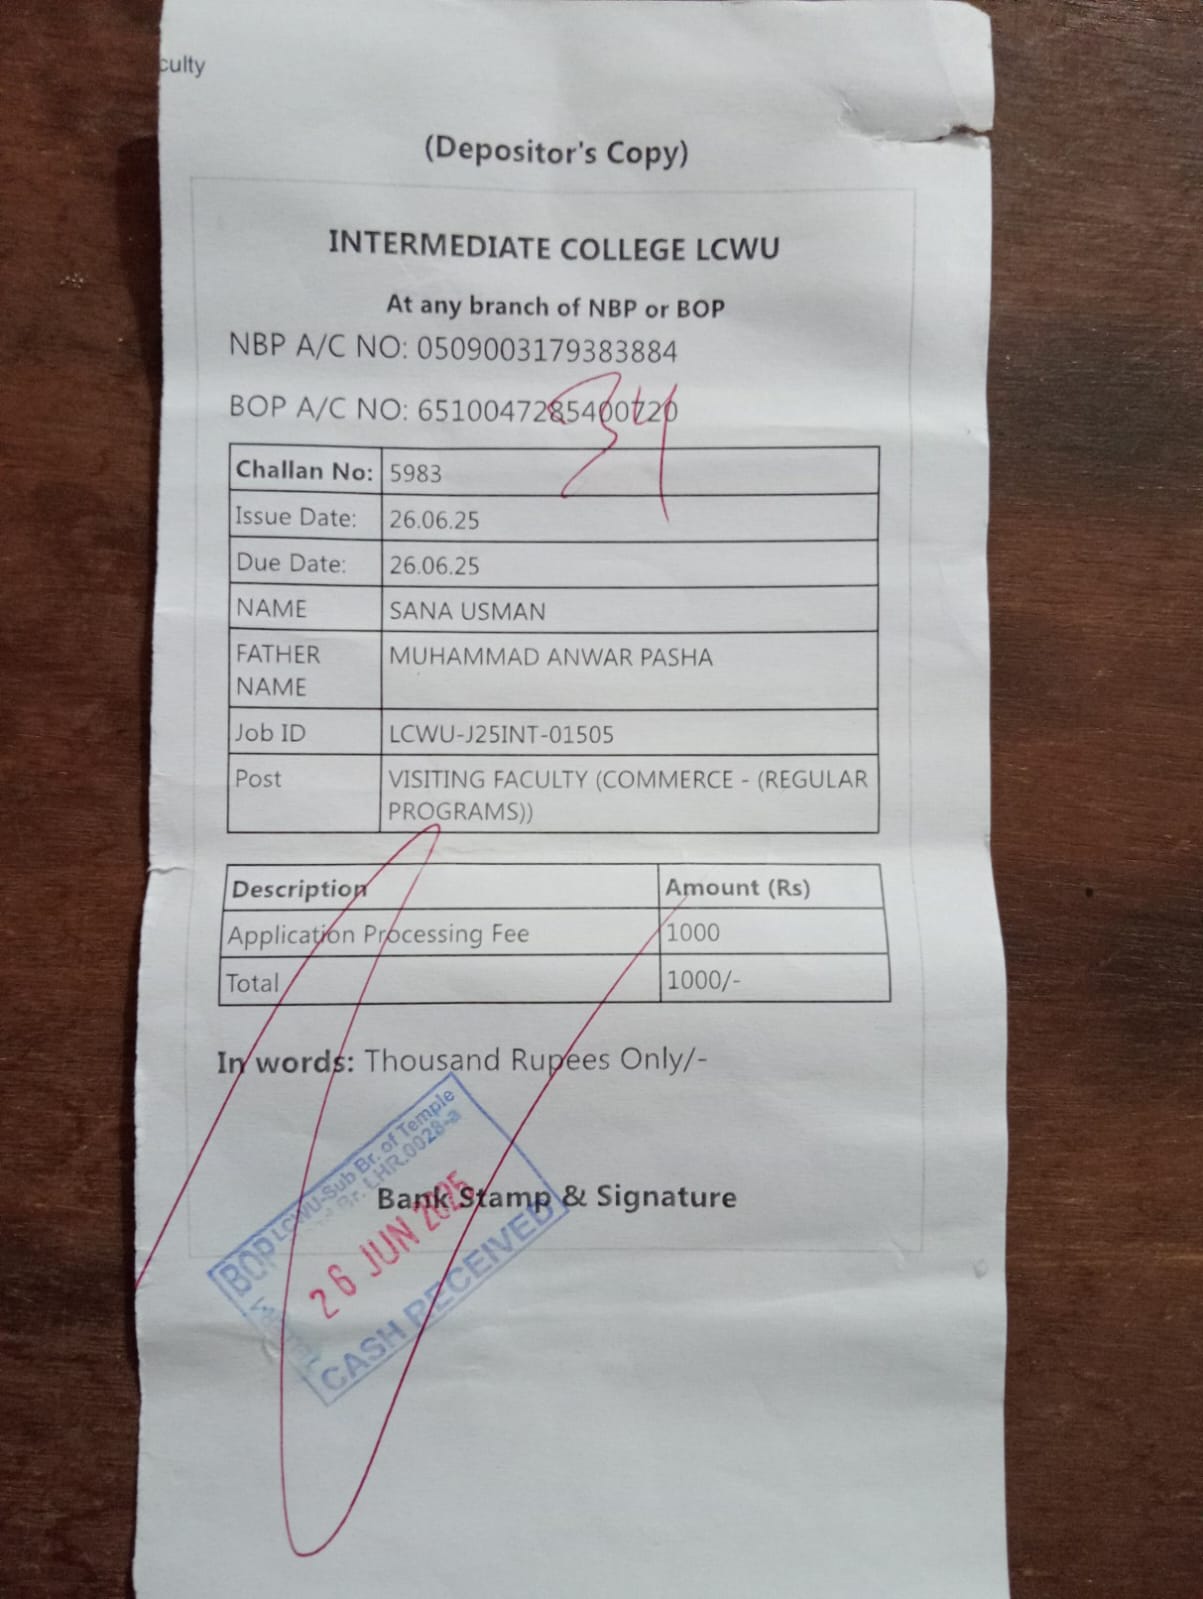 culty
(Depositor's Copy)
INTERMEDIATE COLLEGE LCWU
At any branch of NBP or BOP
NBP A/C NO: 0509003179383884
BOP A/C NO: 6510047285400720
34
Challan No: 5983
Issue Date: 26.06.25
Due Date: 26.06.25
NAME SANA USMAN
FATHER NAME MUHAMMAD ANWAR PASHA
Job ID LCWU-J25INT-01505
Post VISITING FACULTY (COMMERCE - (REGULAR
PROGRAMS))
Description Amount (Rs)
Application Processing Fee 1000
Total 1000/-
In words: Thousand Rupees Only/-
Bank Stamp & Signature
BOP LCWU-Sub Br. of Temple
Br. LHR.0028-a
26 JUN 2025
CASH RECEIVED